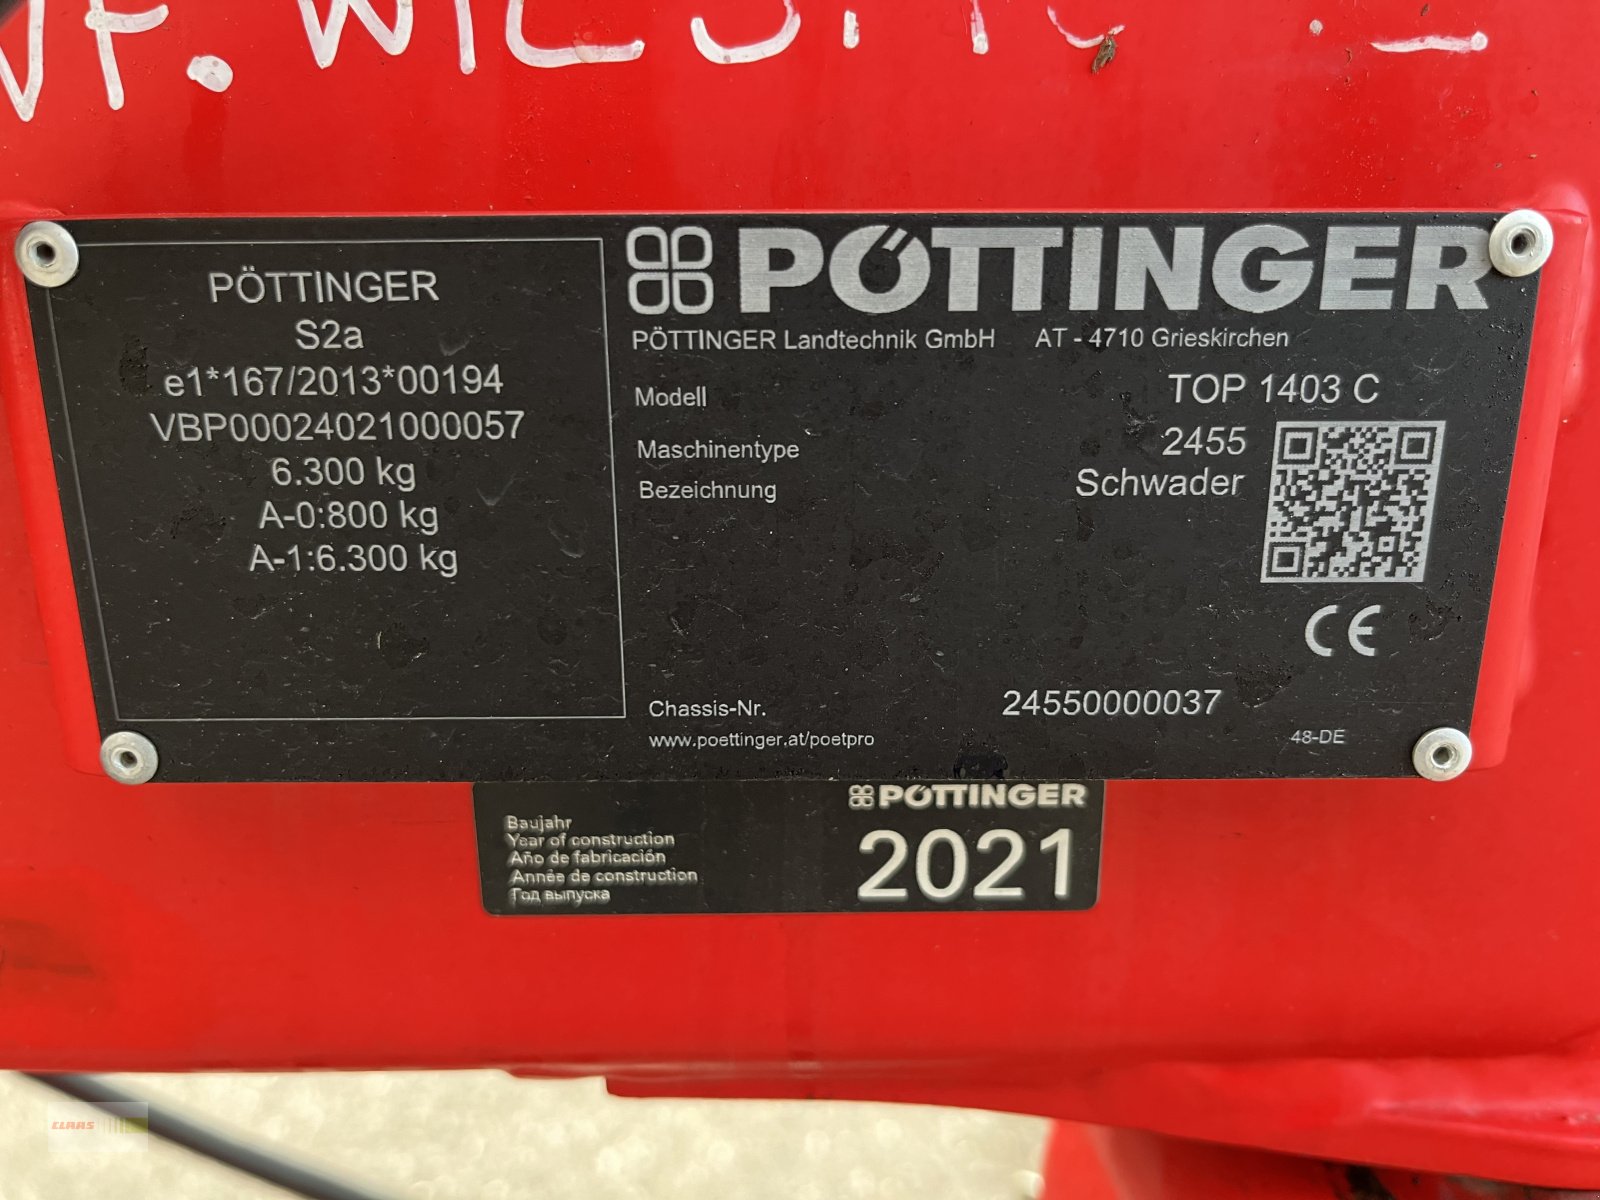 PÖTTINGER
S2a
e1*167/2013*00194
VBP00024021000057
6.300 kg
A-0:800 kg
A-1:6.300 kg
PÖTTINGER
PÖTTINGER Landtechnik GmbH AT - 4710 Grieskirchen
Modell TOP 1403 C
Maschinentype 2455
Bezeichnung Schwader
CE
Chassis-Nr. 24550000037
www.poettinger.at/poetpro 48-DE
PÖTTINGER
Baujahr
Year of construction
Año de fabricación
Année de construction
Год выпуска
2021
CLAAS